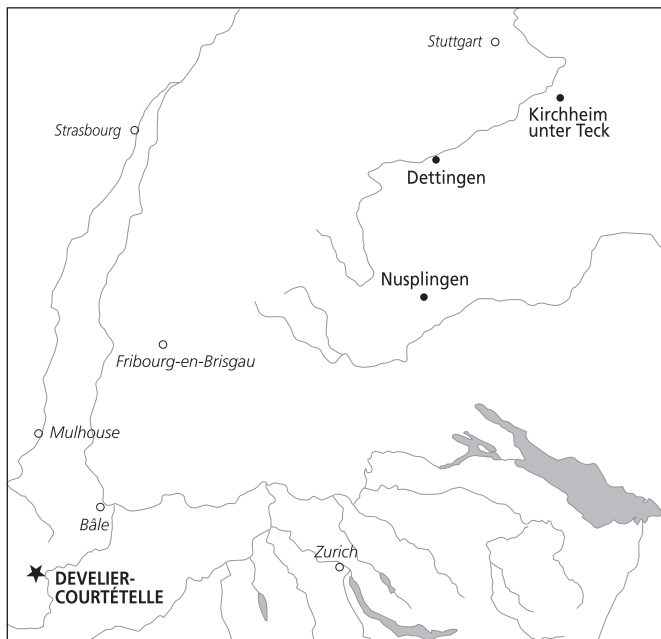 Stuttgart
Kirchheim
unter Teck
Strasbourg
Dettingen
Nusplingen
Fribourg-en-Brisgau
Mulhouse
Bâle
Zurich
DEVELIER-
COURTÉTELLE